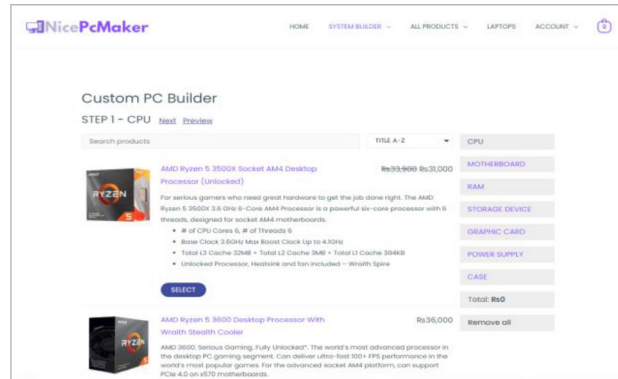 NicePcMaker
HOME SYSTEM BUILDER ALL PRODUCTS LAPTOPS ACCOUNT 0
Custom PC Builder
STEP 1 - CPU Next Preview
Search products TITLE A-Z
CPU
MOTHERBOARD
RAM
STORAGE DEVICE
GRAPHIC CARD
POWER SUPPLY
CASE
Total: Rs0
Remove all
AMD Ryzen 5 3500X Socket AM4 Desktop
Processor (Unlocked)
Rs33,900 Rs31,000
RYZEN
5
For serious gamers who need great hardware to get the job done right. The AMD
Ryzen 5 3500X 3.6 GHz 6-Core AM4 Processor is a powerful six-core processor with 6
threads, designed for socket AM4 motherboards.
# of CPU Cores 6, # of Threads 6
Base Clock 3.6GHz Max Boost Clock Up to 4.1GHz
Total L3 Cache 32MB + Total L2 Cache 3MB + Total L1 Cache 384KB
Unlocked Processor, Heatsink and fan included – Wraith Spire
SELECT
AMD Ryzen 5 3600 Desktop Processor With
Wraith Stealth Cooler
Rs36,000
RYZEN
AMD 3600. Serious Gaming. Fully Unlocked*. The world's most advanced processor in
the desktop PC gaming segment. Can deliver ultra-fast 100+ FPS performance in the
world's most popular games. For the advanced socket AM4 platform, can support
PCIe 4.0 on x570 motherboards.